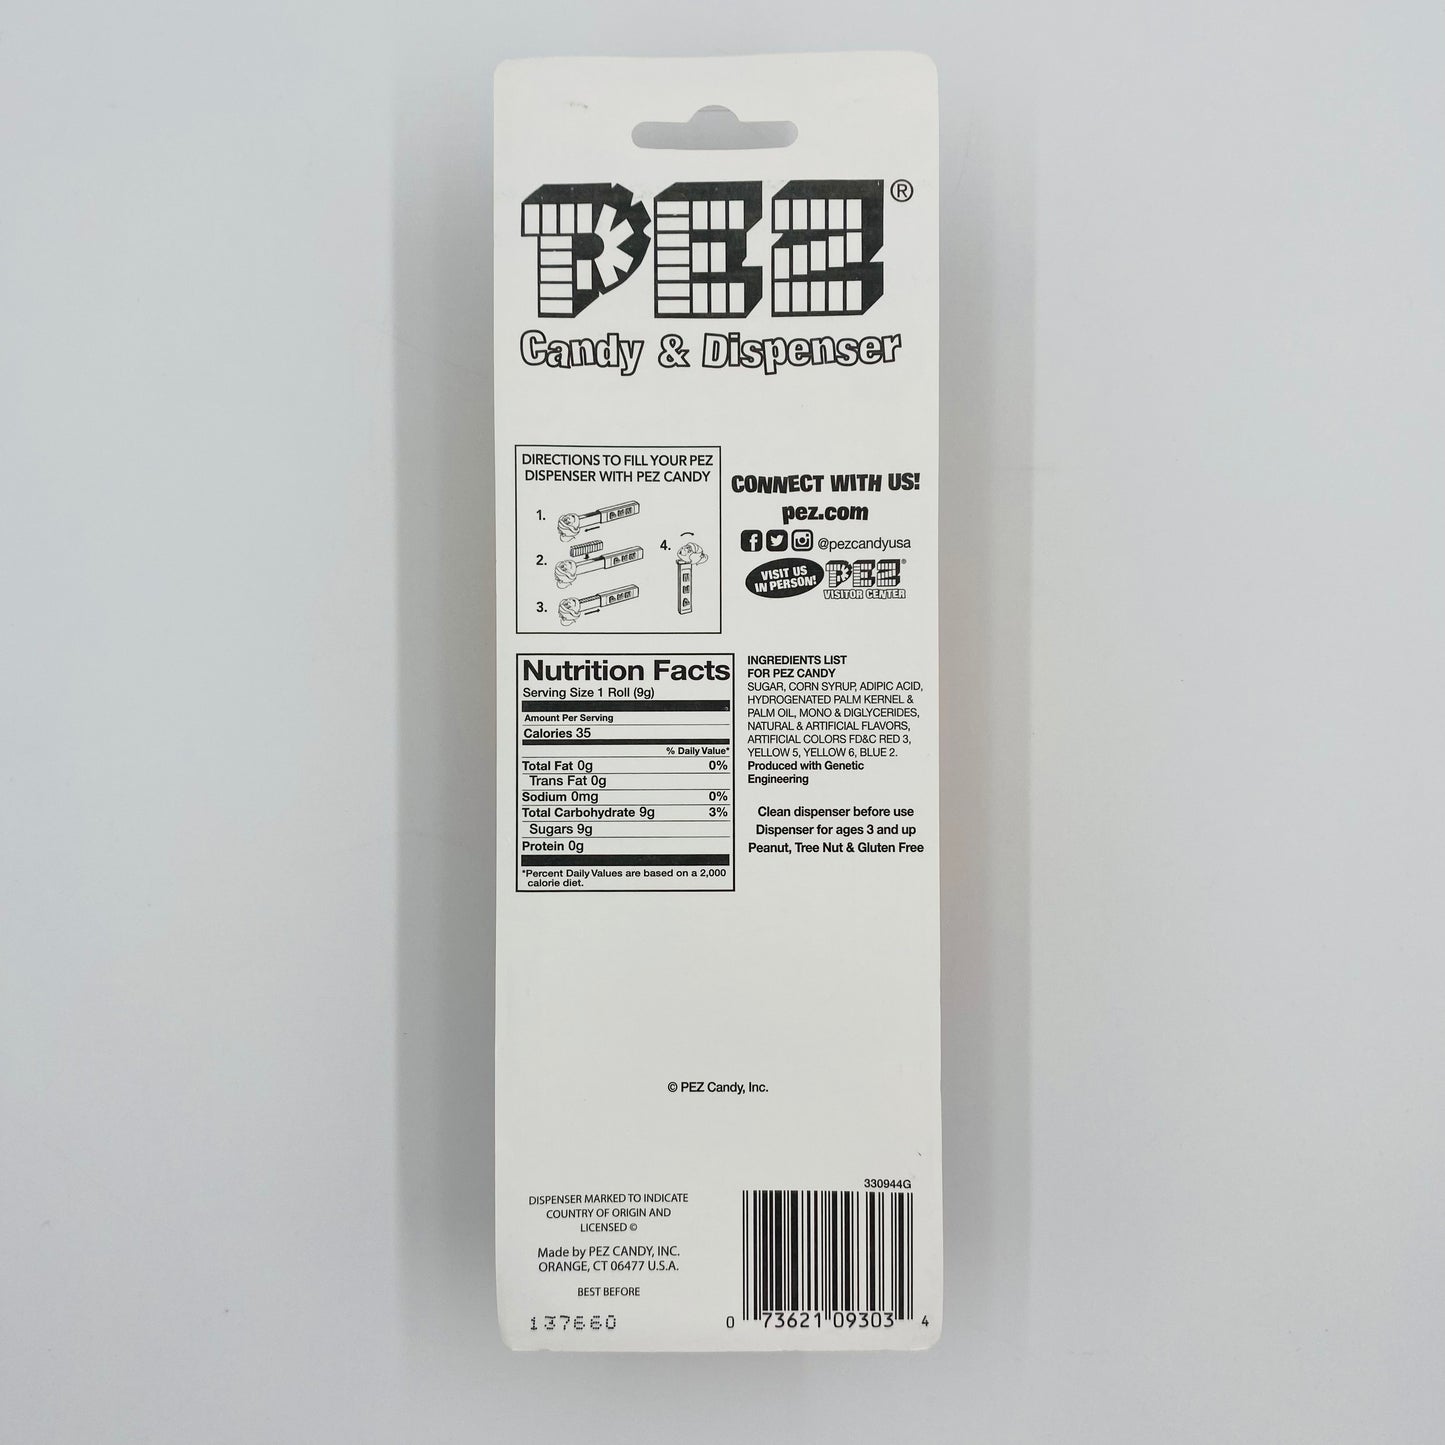 PEZ®
Candy & Dispenser
DIRECTIONS TO FILL YOUR PEZ
DISPENSER WITH PEZ CANDY
1.
2.
3.
4.
CONNECT WITH US!
pez.com
@pezcandyusa
VISIT US
IN PERSON!
PEZ®
VISITOR CENTER
Nutrition Facts
Serving Size 1 Roll (9g)
Amount Per Serving
Calories 35
% Daily Value*
Total Fat 0g 0%
Trans Fat 0g
Sodium 0mg 0%
Total Carbohydrate 9g 3%
Sugars 9g
Protein 0g
*Percent Daily Values are based on a 2,000
calorie diet.
INGREDIENTS LIST
FOR PEZ CANDY
SUGAR, CORN SYRUP, ADIPIC ACID,
HYDROGENATED PALM KERNEL &
PALM OIL, MONO & DIGLYCERIDES,
NATURAL & ARTIFICIAL FLAVORS,
ARTIFICIAL COLORS FD&C RED 3,
YELLOW 5, YELLOW 6, BLUE 2.
Produced with Genetic
Engineering
Clean dispenser before use
Dispenser for ages 3 and up
Peanut, Tree Nut & Gluten Free
© PEZ Candy, Inc.
DISPENSER MARKED TO INDICATE
COUNTRY OF ORIGIN AND
LICENSED ©
Made by PEZ CANDY, INC.
ORANGE, CT 06477 U.S.A.
BEST BEFORE
137660
330944G
0 73621 09303 4